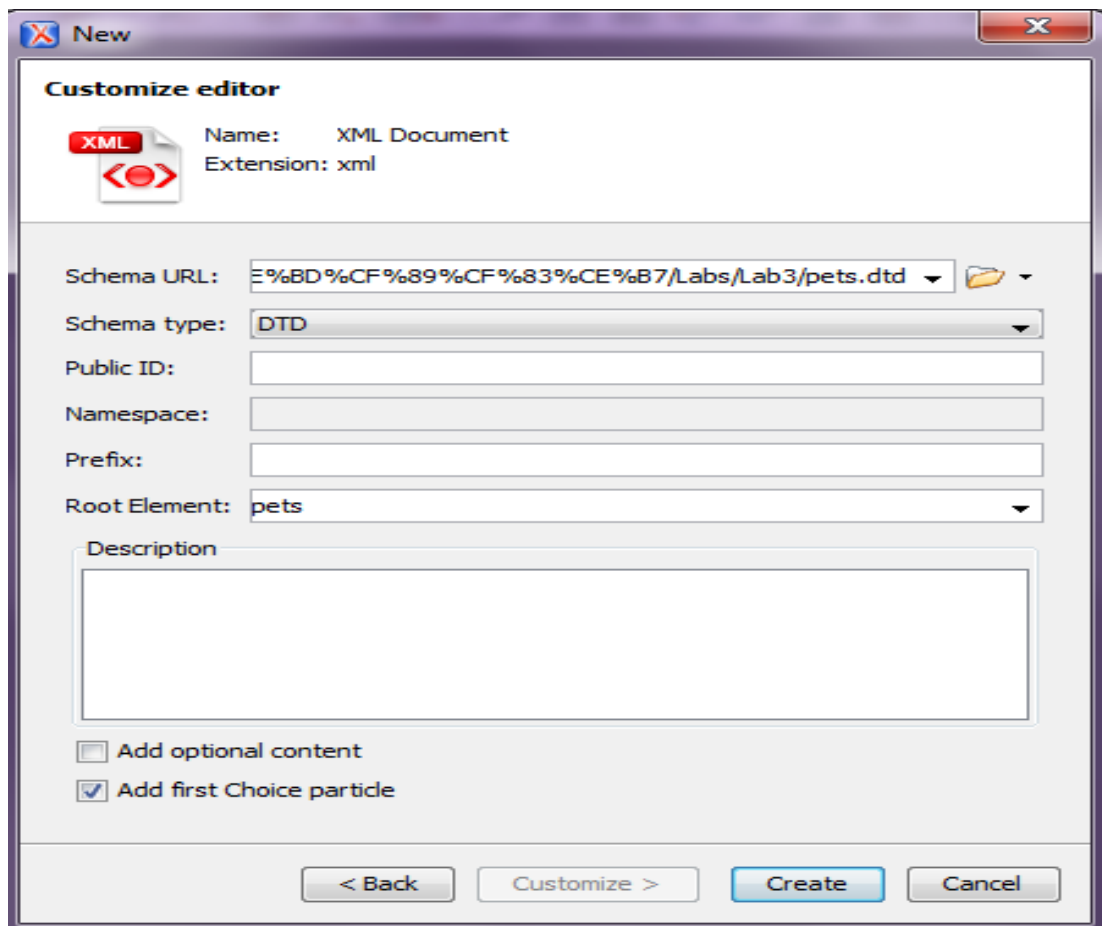 New
Customize editor
XML
Name: XML Document
Extension: xml
Schema URL: E%BD%CF%89%CF%83%CE%B7/Labs/Lab3/pets.dtd
Schema type: DTD
Public ID:
Namespace:
Prefix:
Root Element: pets
Description
Add optional content
Add first Choice particle
< Back Customize > Create Cancel